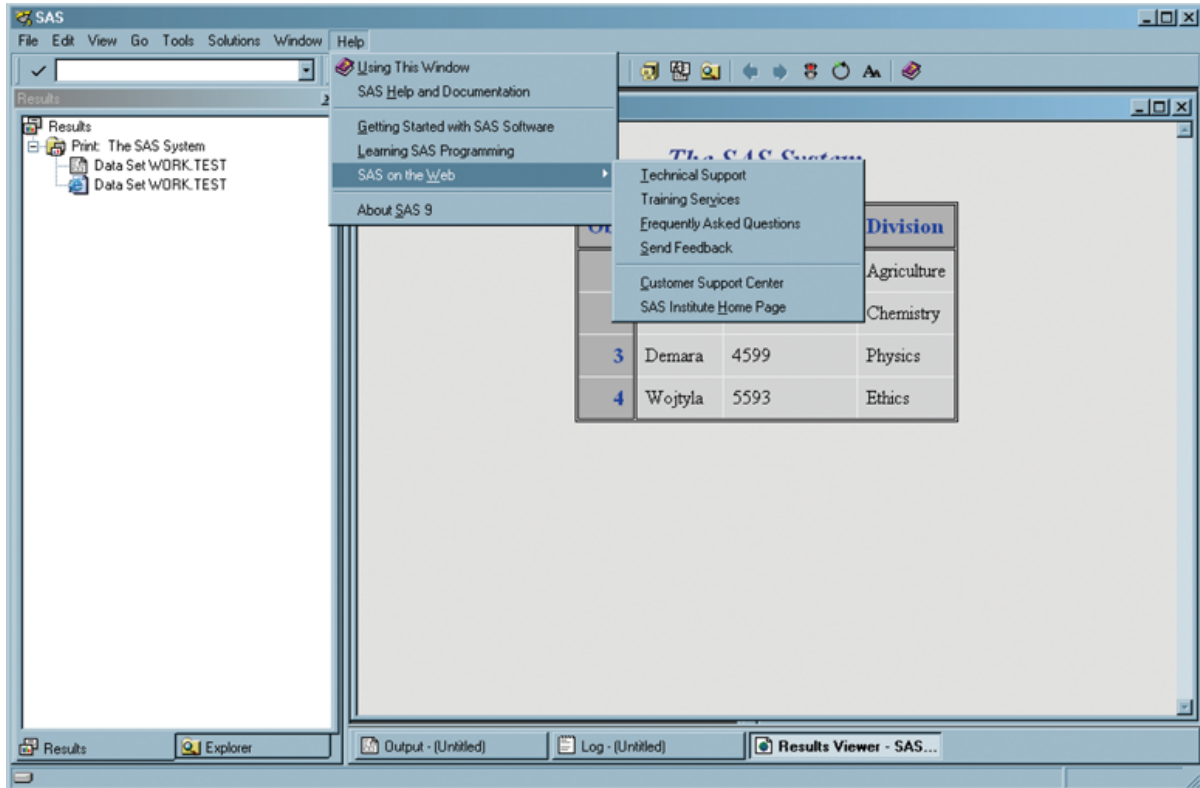 SAS
File Edit View Go Tools Solutions Window Help
Using This Window
SAS Help and Documentation
Getting Started with SAS Software
Learning SAS Programming
SAS on the Web
About SAS 9
Technical Support
Training Services
Frequently Asked Questions
Send Feedback
Customer Support Center
SAS Institute Home Page
Results
Results
Print: The SAS System
Data Set WORK.TEST
Data Set WORK.TEST
The SAS System
Division
Agriculture
Chemistry
3 Demara 4599 Physics
4 Wojtyla 5593 Ethics
Results Explorer
Output - (Untitled) Log - (Untitled) Results Viewer - SAS...